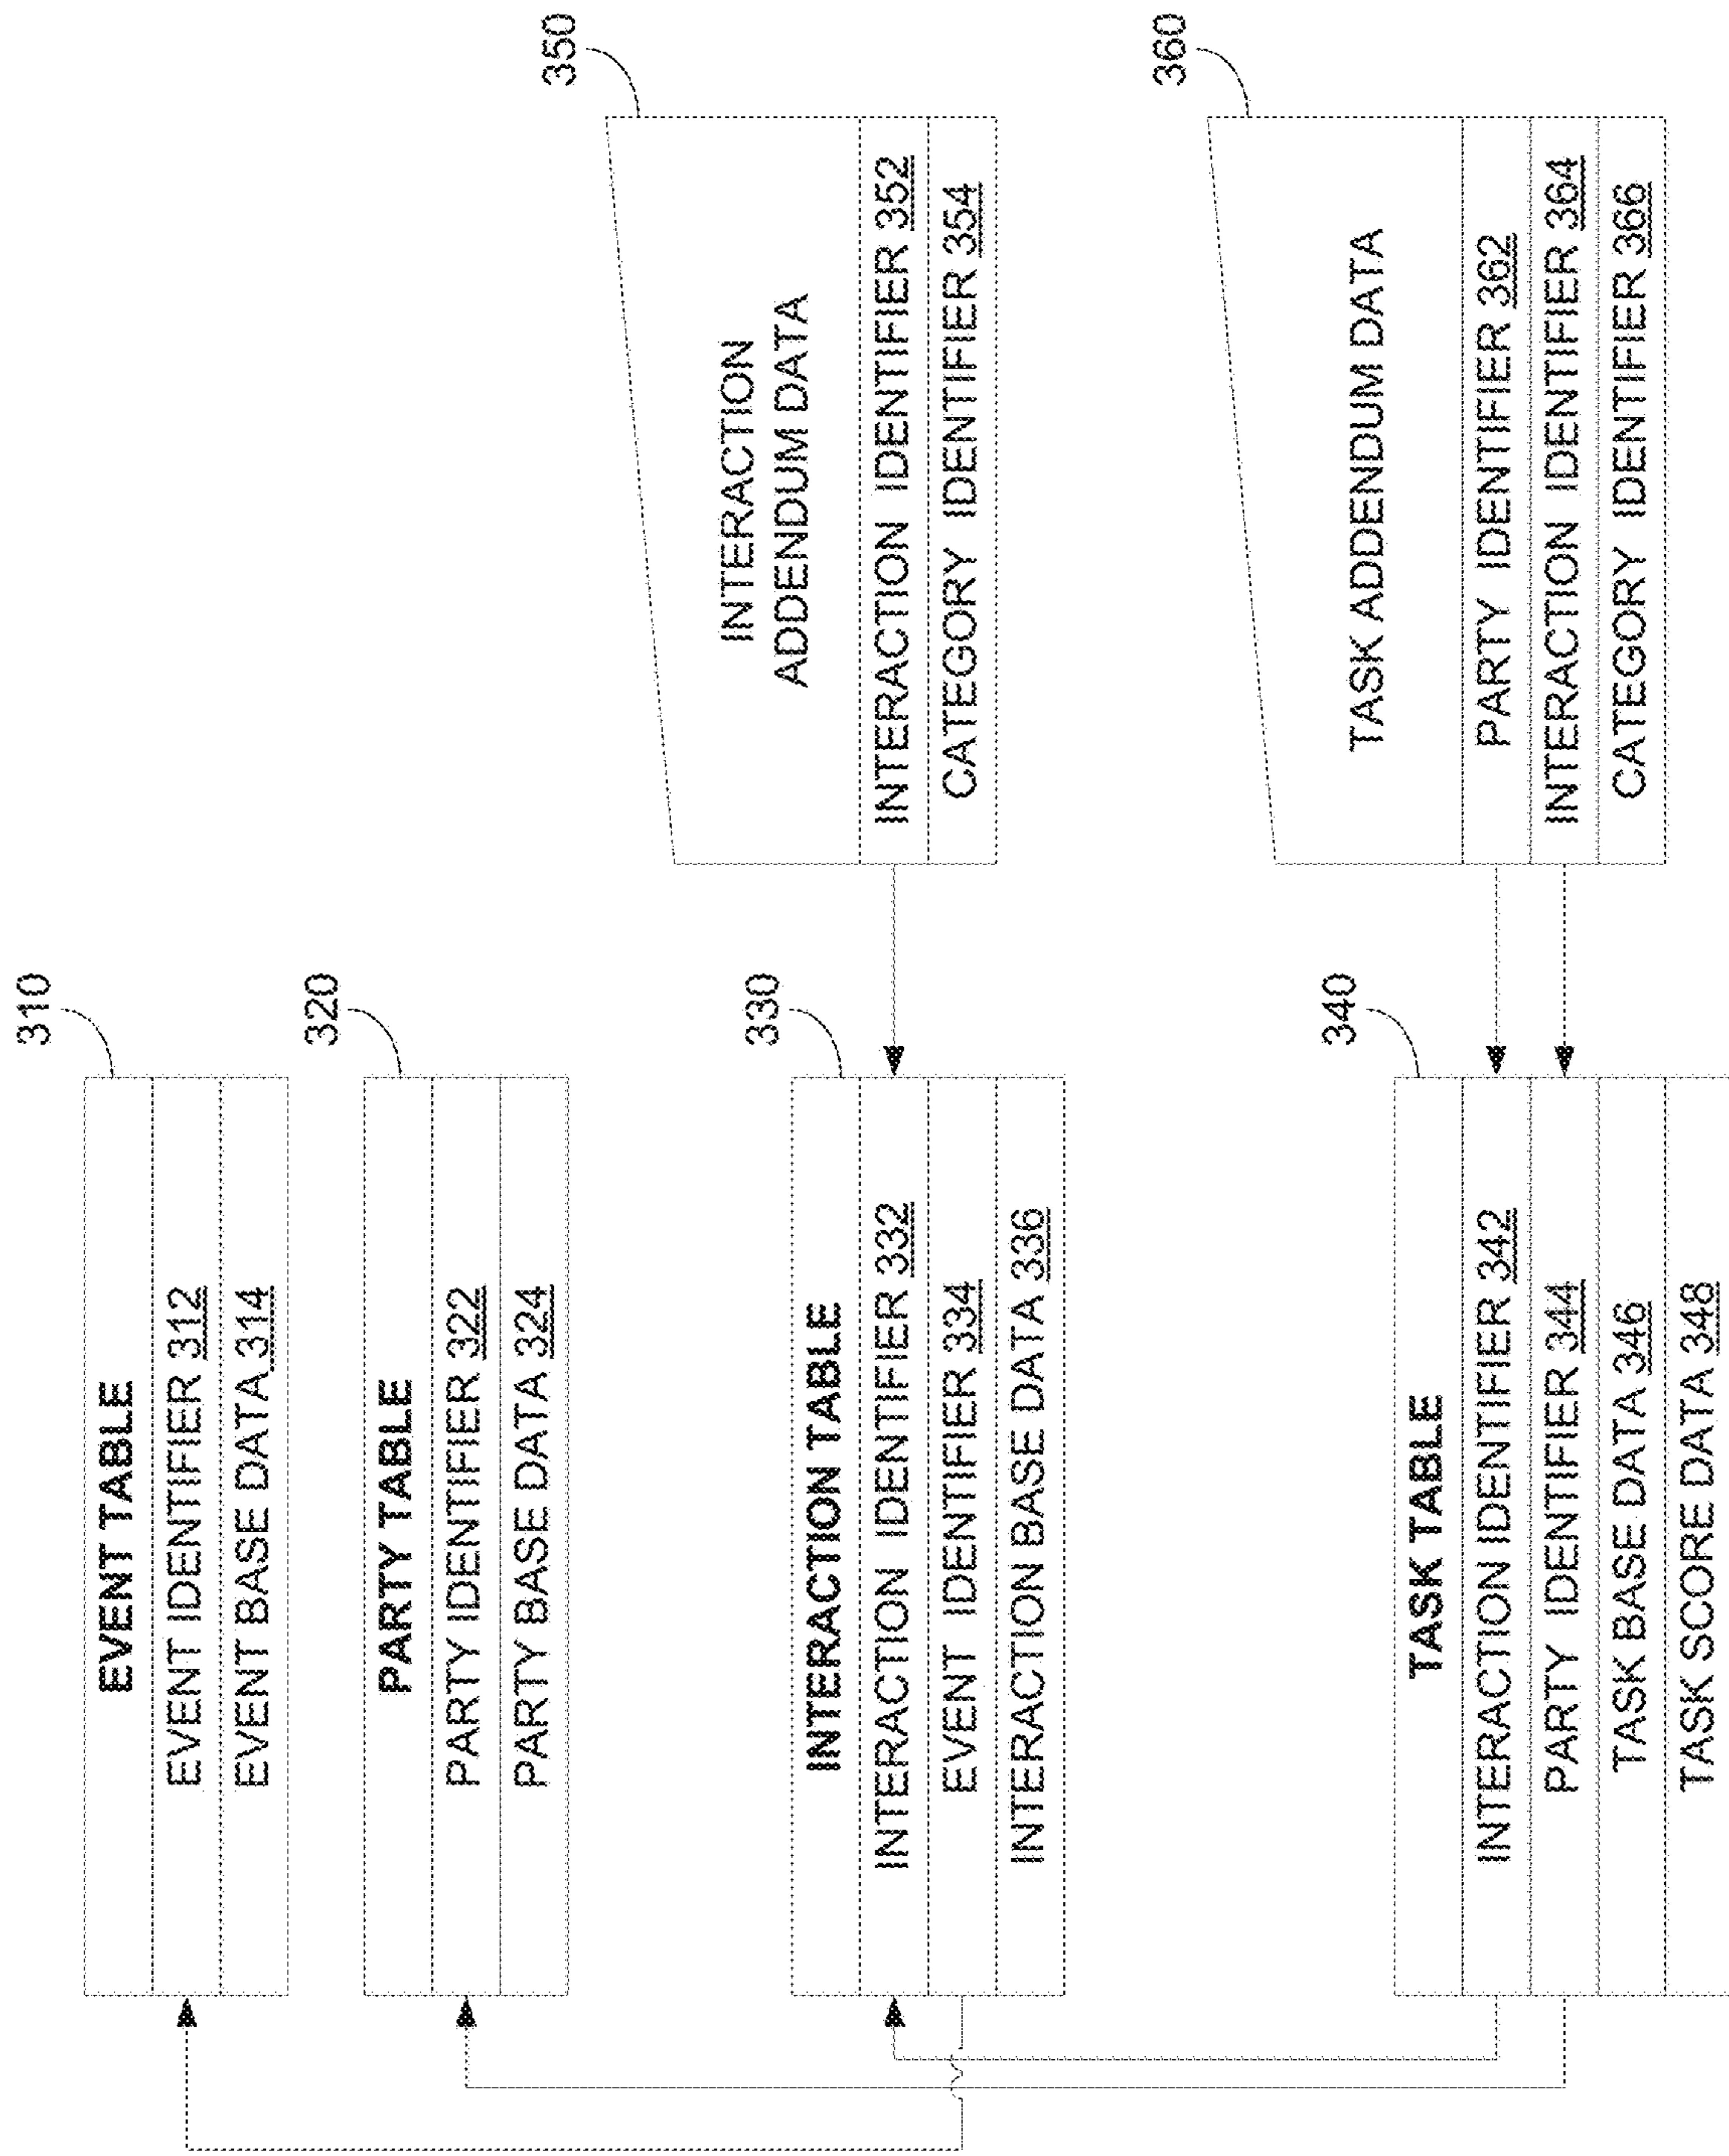 310
EVENT TABLE
EVENT IDENTIFIER 312
EVENT BASE DATA 314
320
PARTY TABLE
PARTY IDENTIFIER 322
PARTY BASE DATA 324
330
INTERACTION TABLE
INTERACTION IDENTIFIER 332
EVENT IDENTIFIER 334
INTERACTION BASE DATA 336
340
TASK TABLE
INTERACTION IDENTIFIER 342
PARTY IDENTIFIER 344
TASK BASE DATA 346
TASK SCORE DATA 348
350
INTERACTION
ADDENDUM DATA
INTERACTION IDENTIFIER 352
CATEGORY IDENTIFIER 354
360
TASK ADDENDUM DATA
PARTY IDENTIFIER 362
INTERACTION IDENTIFIER 364
CATEGORY IDENTIFIER 366